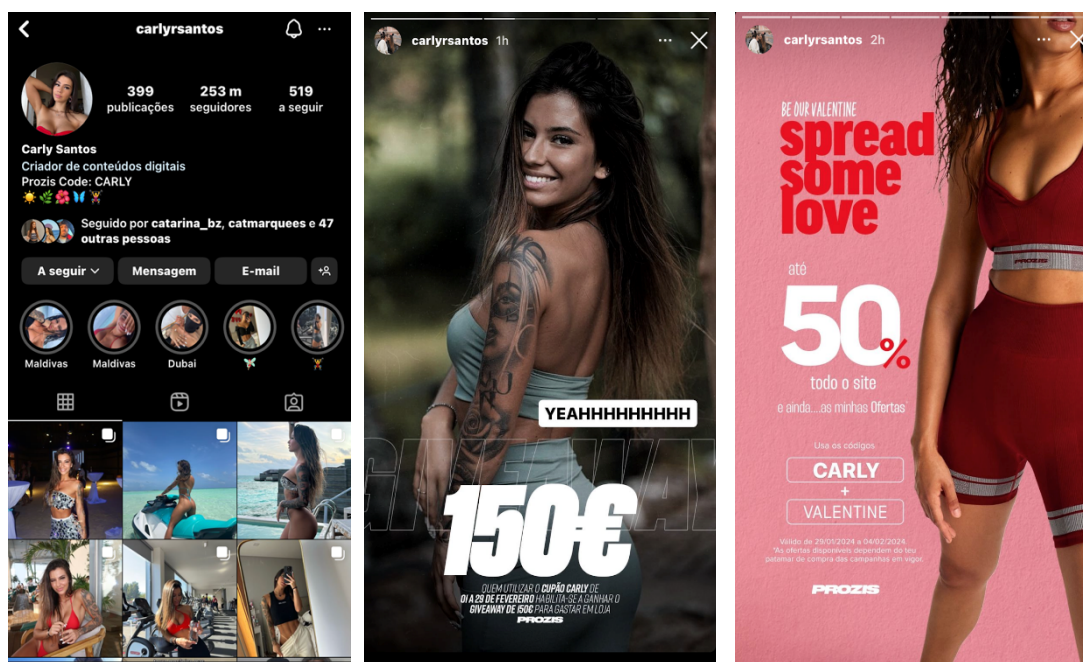 carlyrsantos
399
253 m
519
publicações
seguidores
a seguir
Carly Santos
Criador de conteúdos digitais
Prozis Code: CARLY
Seguido por catarina_bz, catmarquees e 47
outras pessoas
A seguir
Mensagem
E-mail
Maldivas
Maldivas
Dubai
carlyrsantos 1h
YEAHHHHHHHHHH
GIVEAWAY
150€
QUEM UTILIZAR O CUPÃO CARLY DE
01 A 28 DE FEVEREIRO HABILITA-SE A GANHAR O
GIVEAWAY DE 150€ PARA GASTAR EM LOJA
PROZIS
carlyrsantos 2h
BE OUR VALENTINE
spread
some
love
até
50%
todo o site
e ainda....as minhas Ofertas*
Usa os códigos
CARLY
+
VALENTINE
Válido de 29/01/2024 a 04/02/2024
*As ofertas disponíveis dependem do teu
patamar de compra das campanhas em vigor.
PROZIS
PROZIS